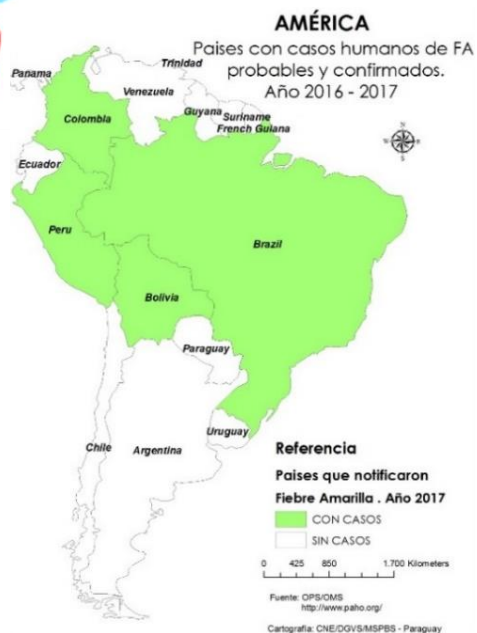 AMÉRICA
Paises con casos humanos de FA
probables y confirmados.
Año 2016 - 2017
Panama
Trinidad
Venezuela
Guyana
Suriname
French Guiana
Colombia
Ecuador
Peru
Brazil
Bolivia
Paraguay
Uruguay
Chile
Argentina
N
S
Referencia
Paises que notificaron
Fiebre Amarilla . Año 2017
CON CASOS
SIN CASOS
0 425 850 1.700 Kilometers
Fuente: OPS/OMS
http://www.paho.org/
Cartografía: CNE/DGVS/MSPBS - Paraguay